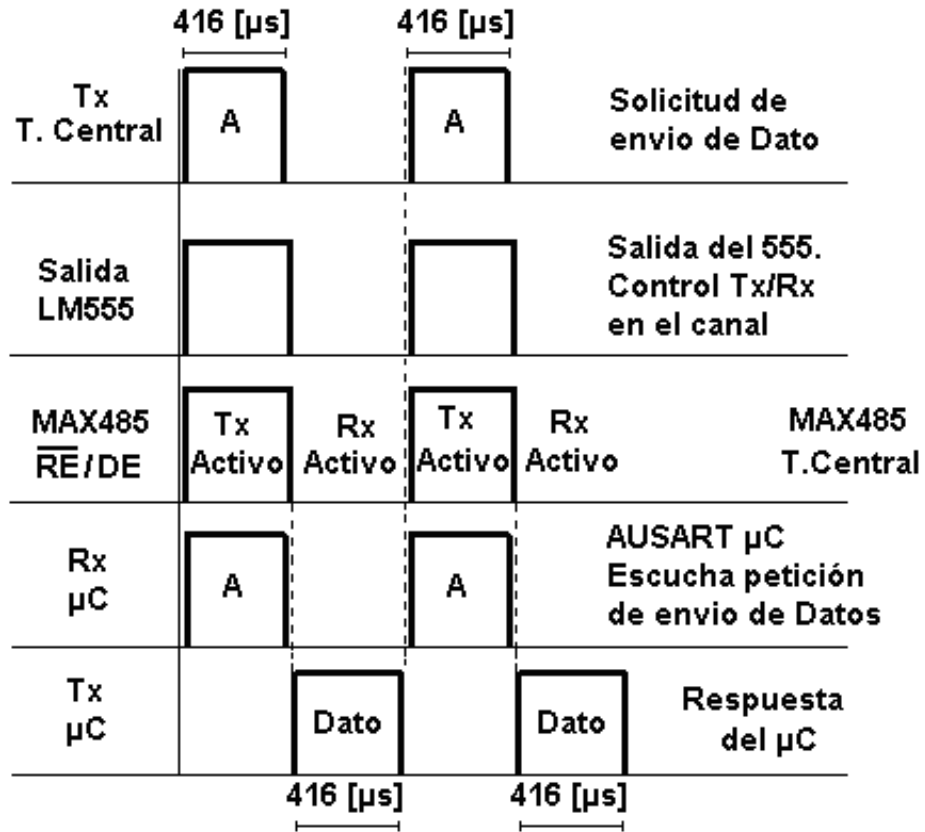 416 [µs]
416 [µs]
Tx
T. Central
A
A
Solicitud de
envio de Dato
Salida
LM555
Salida del 555.
Control Tx/Rx
en el canal
MAX485
RE/DE
Tx
Activo
Rx
Activo
Tx
Activo
Rx
Activo
MAX485
T.Central
Rx
µC
A
A
AUSART µC
Escucha petición
de envio de Datos
Tx
µC
Dato
Dato
Respuesta
del µC
416 [µs]
416 [µs]